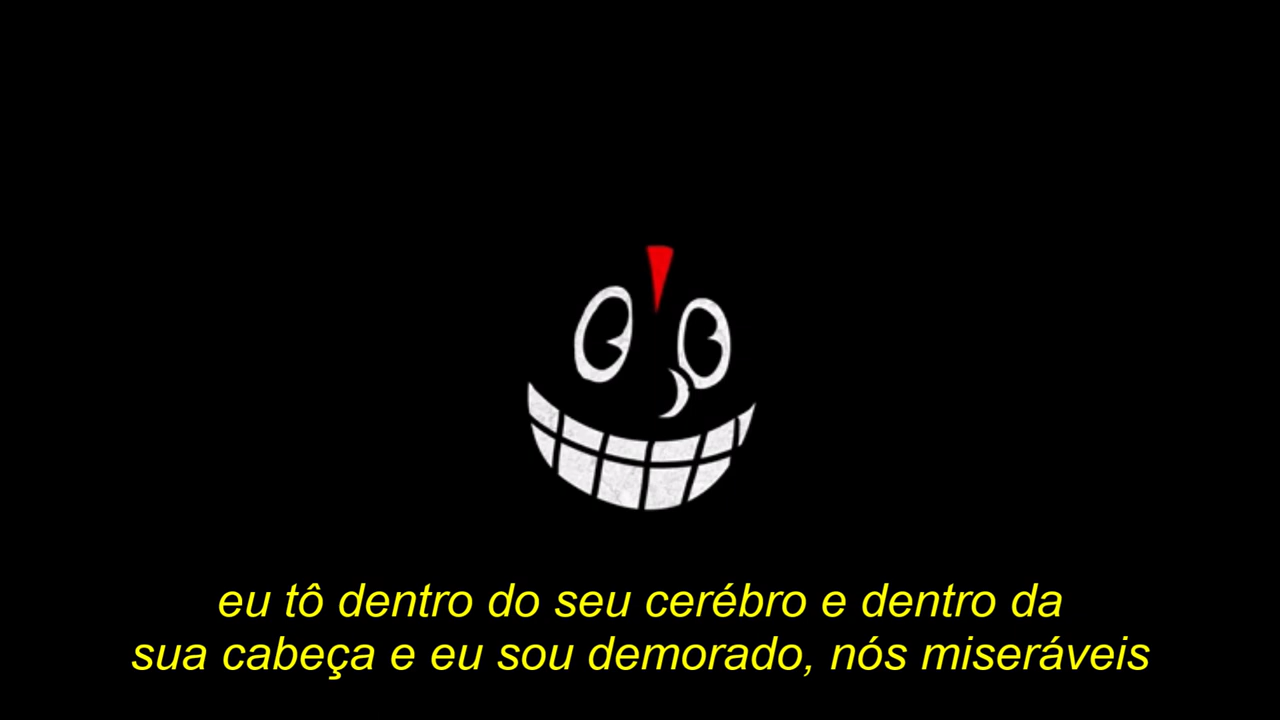 eu tô dentro do seu cerébro e dentro da
sua cabeça e eu sou demorado, nós miseráveis